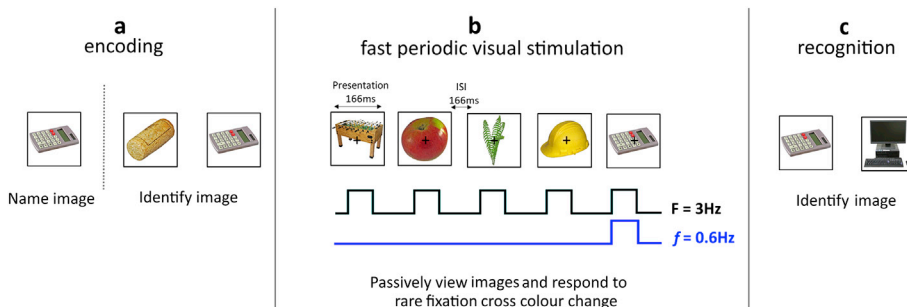 a
encoding
Name image
Identify image
b
fast periodic visual stimulation
Presentation
166ms
ISI
166ms
F = 3Hz
f = 0.6Hz
Passively view images and respond to
rare fixation cross colour change
c
recognition
Identify image